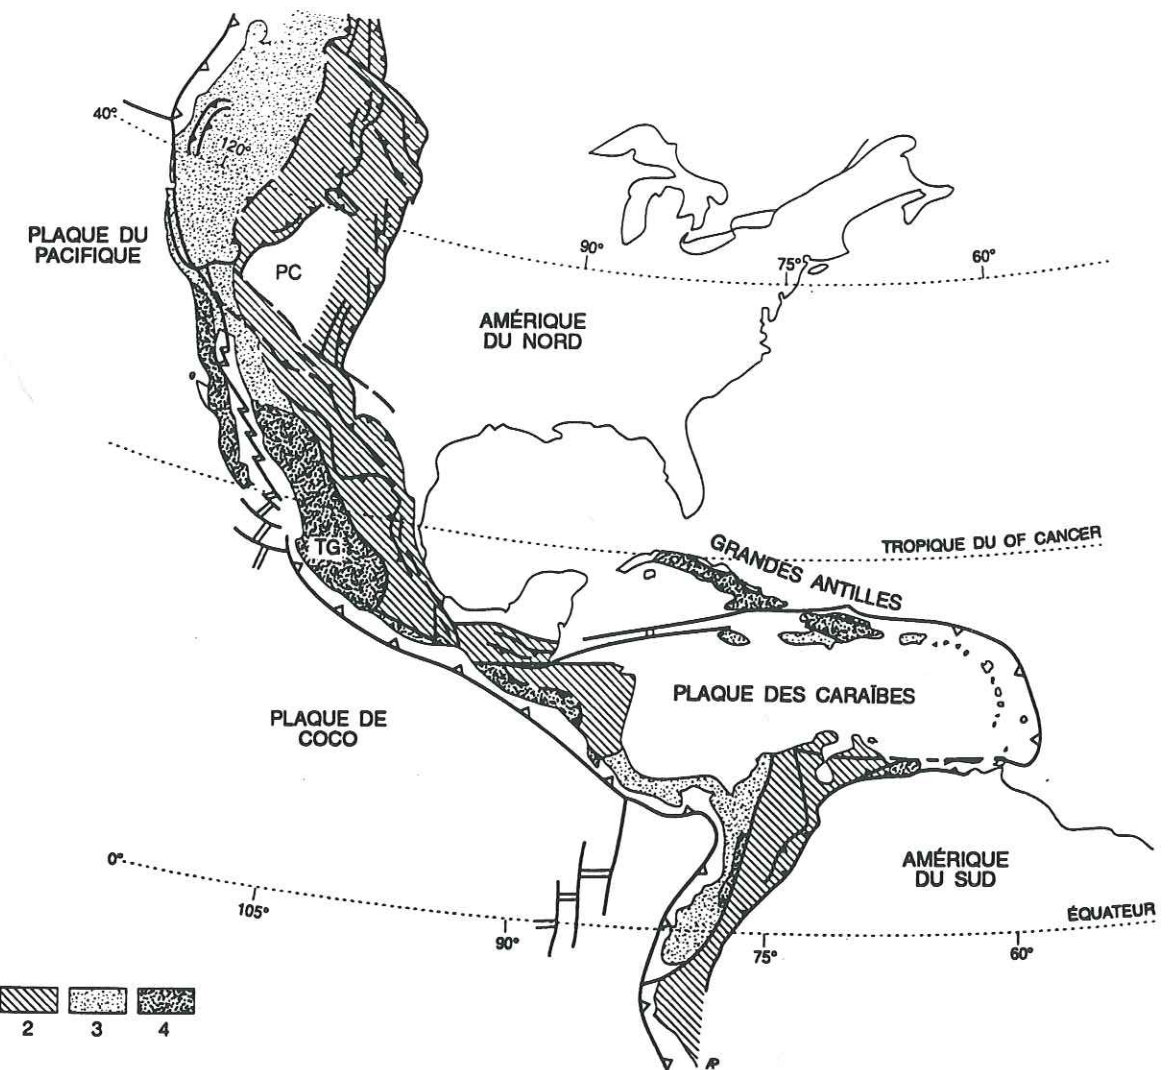 40°
120°
PLAQUE DU
PACIFIQUE
PC
90°
75°
60°
AMÉRIQUE
DU NORD
TG
TROPIQUE DU OF CANCER
GRANDES ANTILLES
PLAQUE DES CARAÏBES
PLAQUE DE
COCO
AMÉRIQUE
DU SUD
0°
105°
90°
75°
60°
ÉQUATEUR
2 3 4